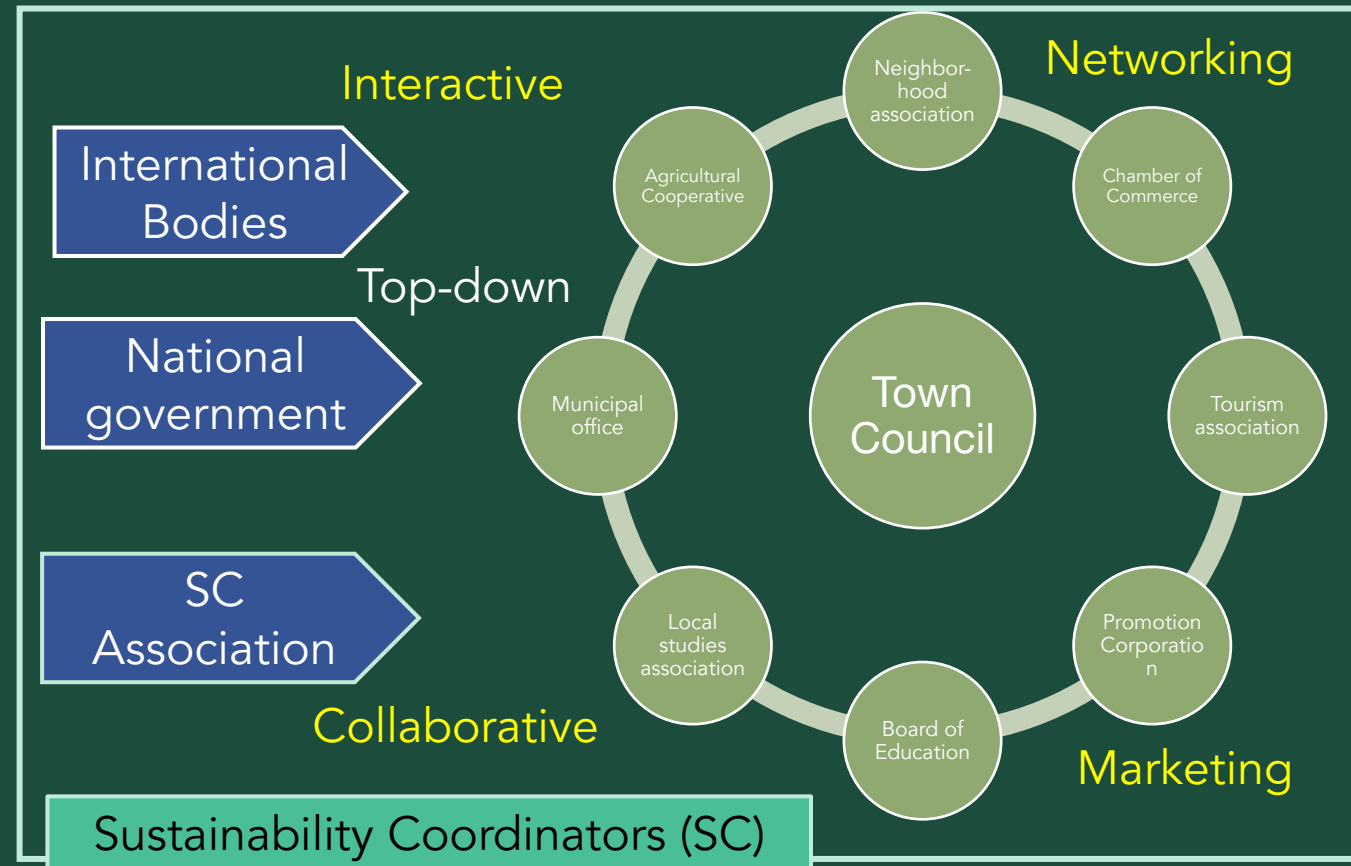 Interactive
Networking
International
Bodies
Top-down
National
government
SC
Association
Collaborative
Neighbor-
hood
association
Chamber of
Commerce
Tourism
association
Promotion
Corporatio
n
Board of
Education
Local
studies
association
Municipal
office
Agricultural
Cooperative
Town
Council
Marketing
Sustainability Coordinators (SC)